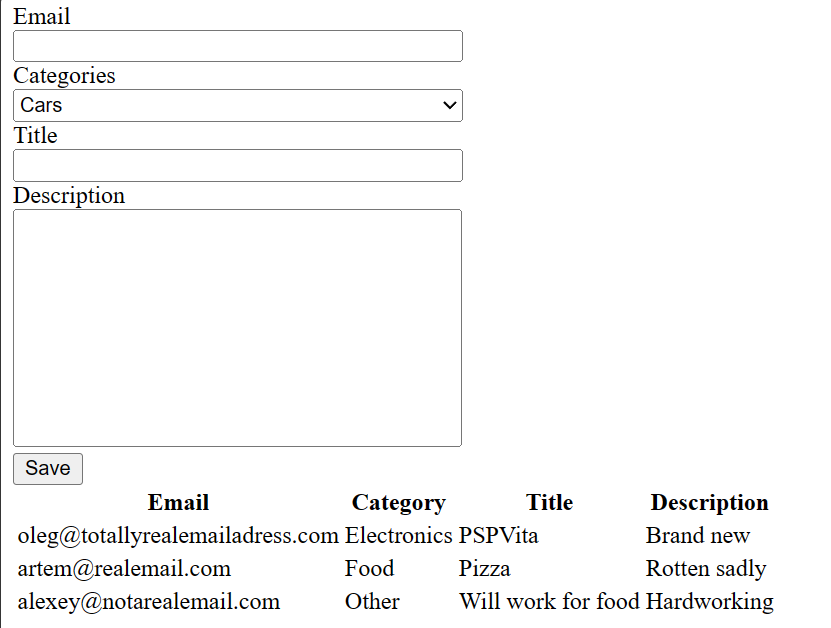 Email
Categories
Cars
Title
Description
Save
Email Category Title Description
oleg@totallyrealemailadress.com Electronics PSPVita Brand new
artem@realemail.com Food Pizza Rotten sadly
alexey@notarealemail.com Other Will work for food Hardworking